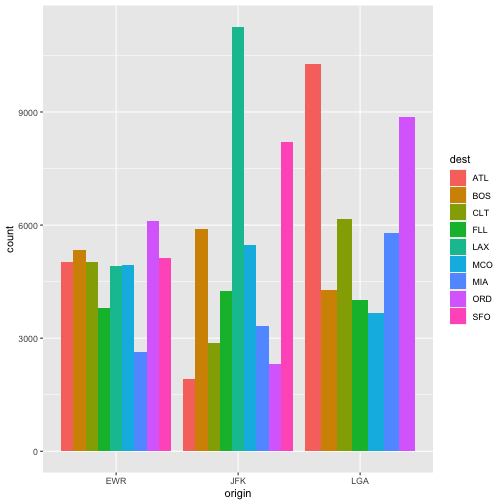 9000
6000
3000
0
count
EWR
JFK
LGA
origin
dest
ATL
BOS
CLT
FLL
LAX
MCO
MIA
ORD
SFO